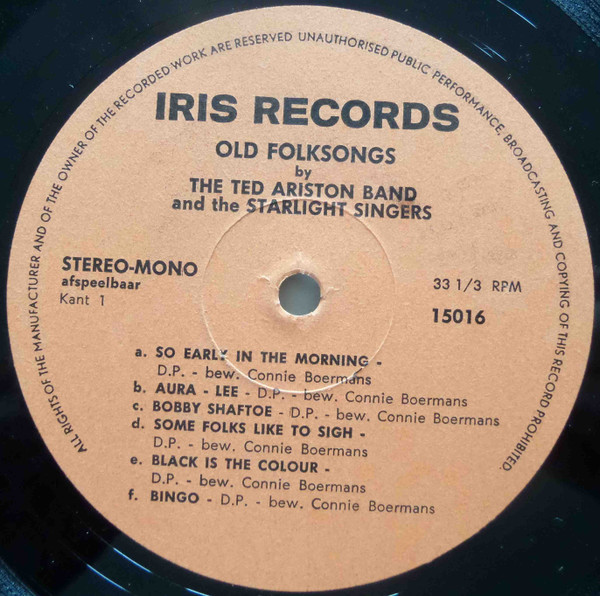 ALL RIGHTS OF THE MANUFACTURER AND OF THE OWNER OF THE RECORDED WORK ARE RESERVED UNAUTHORISED PUBLIC PERFORMANCE, BROADCASTING AND COPYING OF THIS RECORD PROHIBITED.
IRIS RECORDS
OLD FOLKSONGS
by
THE TED ARISTON BAND
and the STARLIGHT SINGERS
STEREO-MONO
afspeelbaar
Kant 1
33 1/3 RPM
15016
a. SO EARLY IN THE MORNING -
D.P. - bew. Connie Boermans
b. AURA - LEE - D.P. - bew. Connie Boermans
c. BOBBY SHAFTOE - D.P. - bew. Connie Boermans
d. SOME FOLKS LIKE TO SIGH -
D.P. - bew. Connie Boermans
e. BLACK IS THE COLOUR -
D.P. - bew. Connie Boermans
f. BINGO - D.P. - bew. Connie Boermans